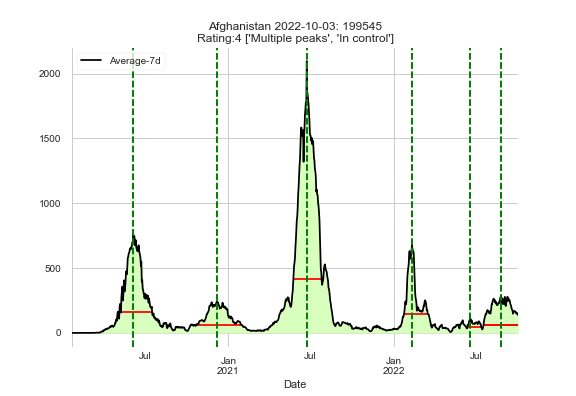 Afghanistan 2022-10-03: 199545
Rating:4 ['Multiple peaks', 'In control']
Average-7d
2000
1500
1000
500
0
Jul
Jan
2021
Jul
Jan
2022
Jul
Date